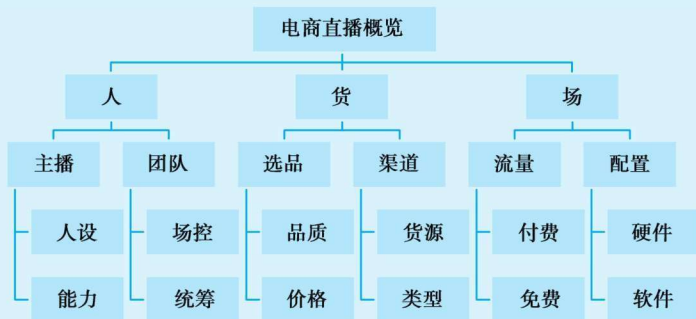 电商直播概览
人 货 场
主播 团队 选品 渠道 流量 配置
人设 场控 品质 货源 付费 硬件
能力 统筹 价格 类型 免费 软件